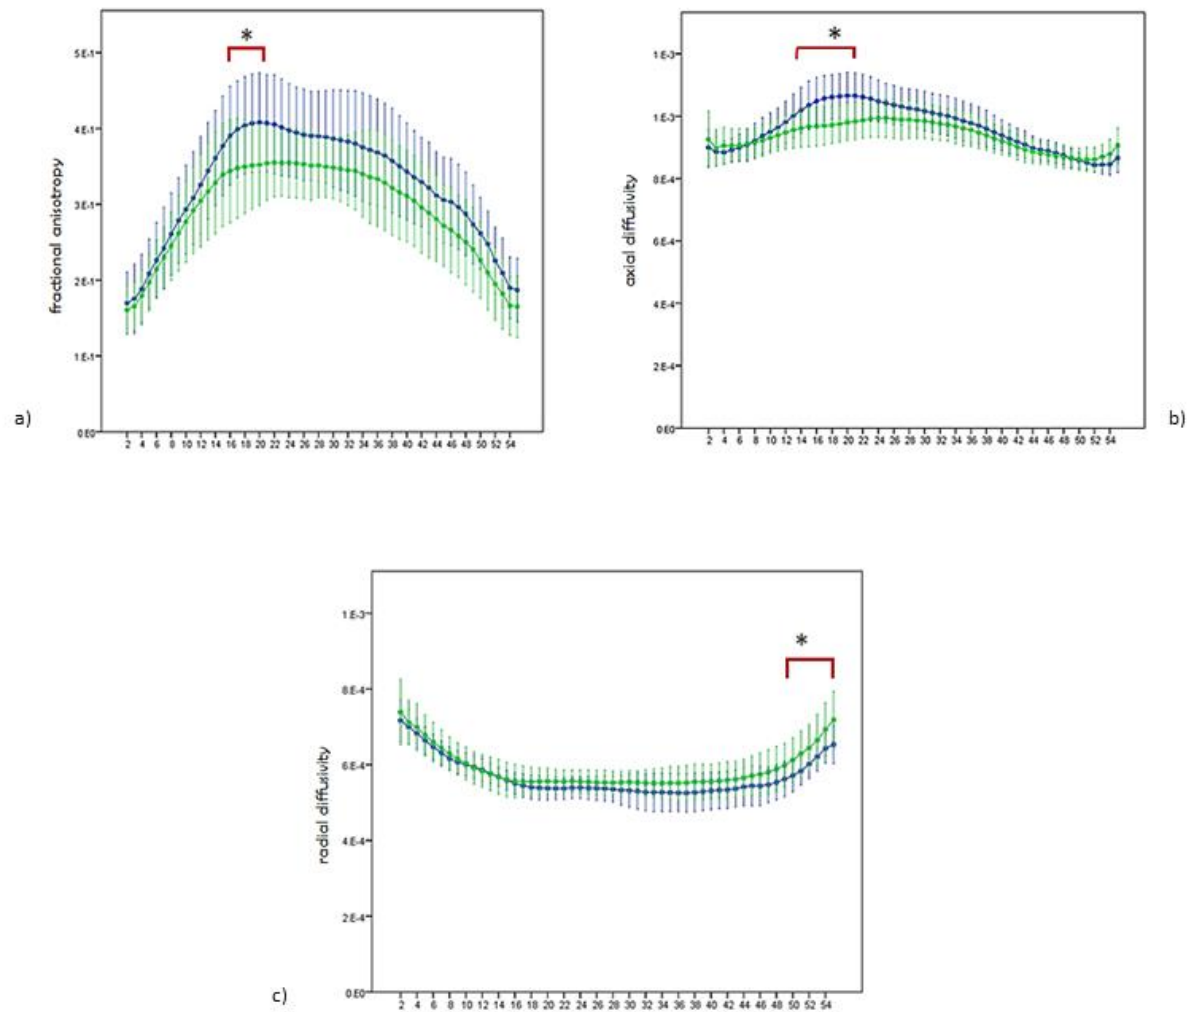 *
fractional anisotropy
5E-1
4E-1
3E-1
2E-1
1E-1
0E0
2 4 6 8 10 12 14 16 18 20 22 24 26 28 30 32 34 36 38 40 42 44 46 48 50 52 54
a)
*
axial diffusivity
1E-3
1E-3
8E-4
6E-4
4E-4
2E-4
0E0
2 4 6 8 10 12 14 16 18 20 22 24 26 28 30 32 34 36 38 40 42 44 46 48 50 52 54
b)
*
radial diffusivity
1E-3
8E-4
6E-4
4E-4
2E-4
0E0
2 4 6 8 10 12 14 16 18 20 22 24 26 28 30 32 34 36 38 40 42 44 46 48 50 52 54
c)